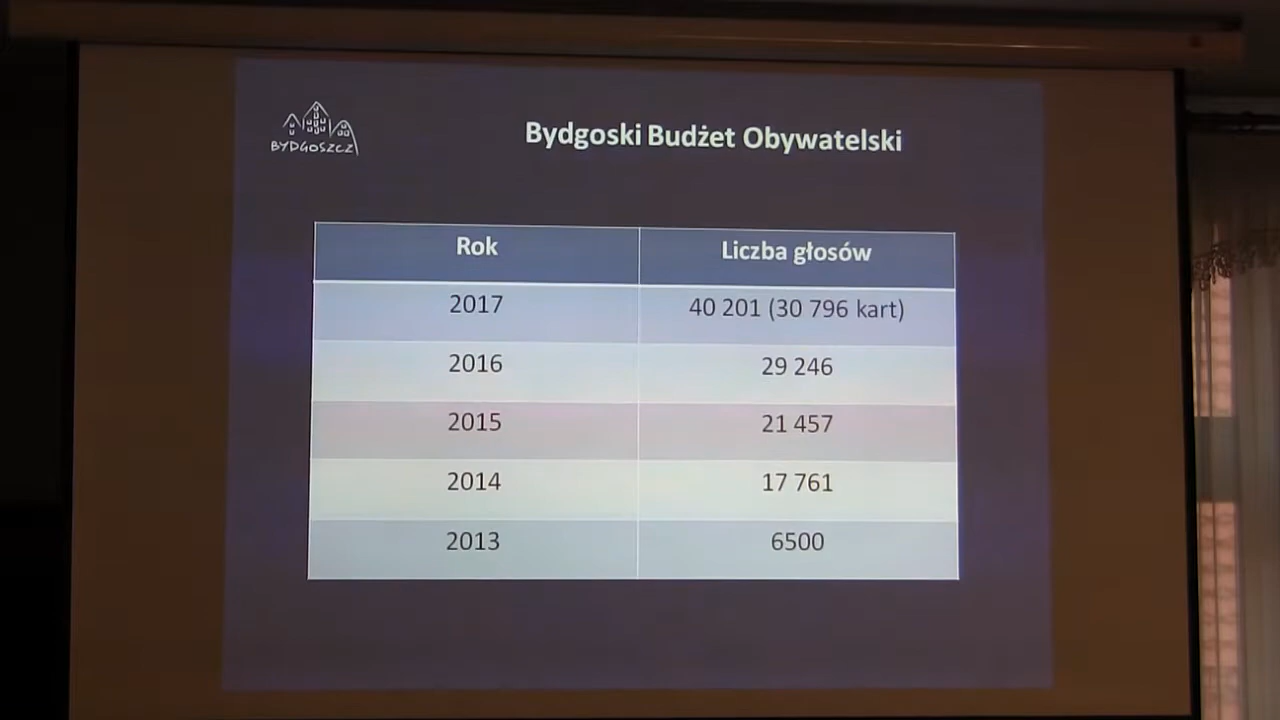 BYDGOSZCZ
Bydgoski Budżet Obywatelski
Rok Liczba głosów
2017 40 201 (30 796 kart)
2016 29 246
2015 21 457
2014 17 761
2013 6500